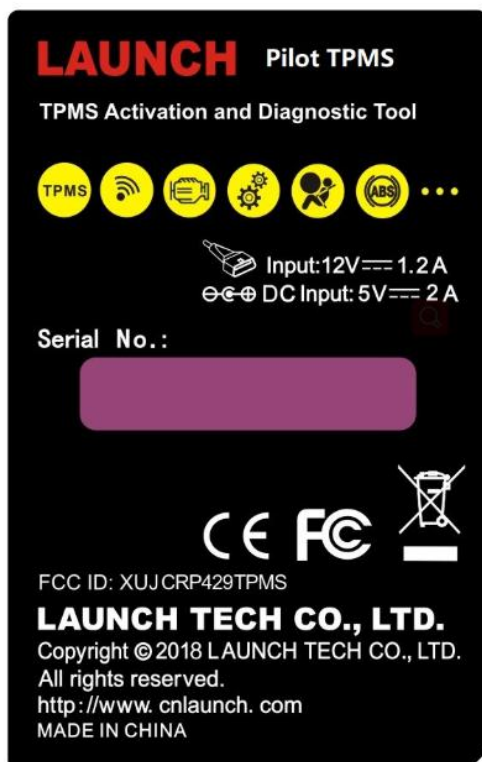 LAUNCH Pilot TPMS
TPMS Activation and Diagnostic Tool
TPMS ABS
Input:12V 1.2 A
DC Input: 5V 2 A
Serial No.:
CE FC
FCC ID: XUJCRP429TPMS
LAUNCH TECH CO., LTD.
Copyright © 2018 LAUNCH TECH CO., LTD.
All rights reserved.
http://www. cnlaunch. com
MADE IN CHINA